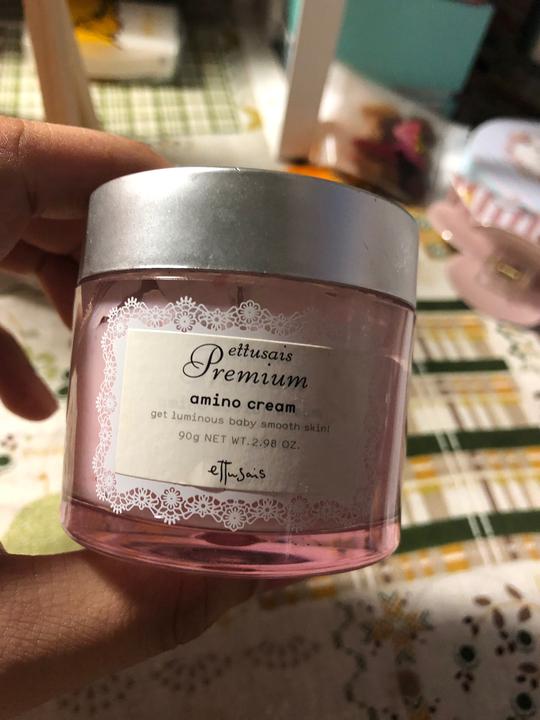 ettusais
Premium
amino cream
get luminous baby smooth skin!
90g NET WT.2.98 OZ.
ettusais